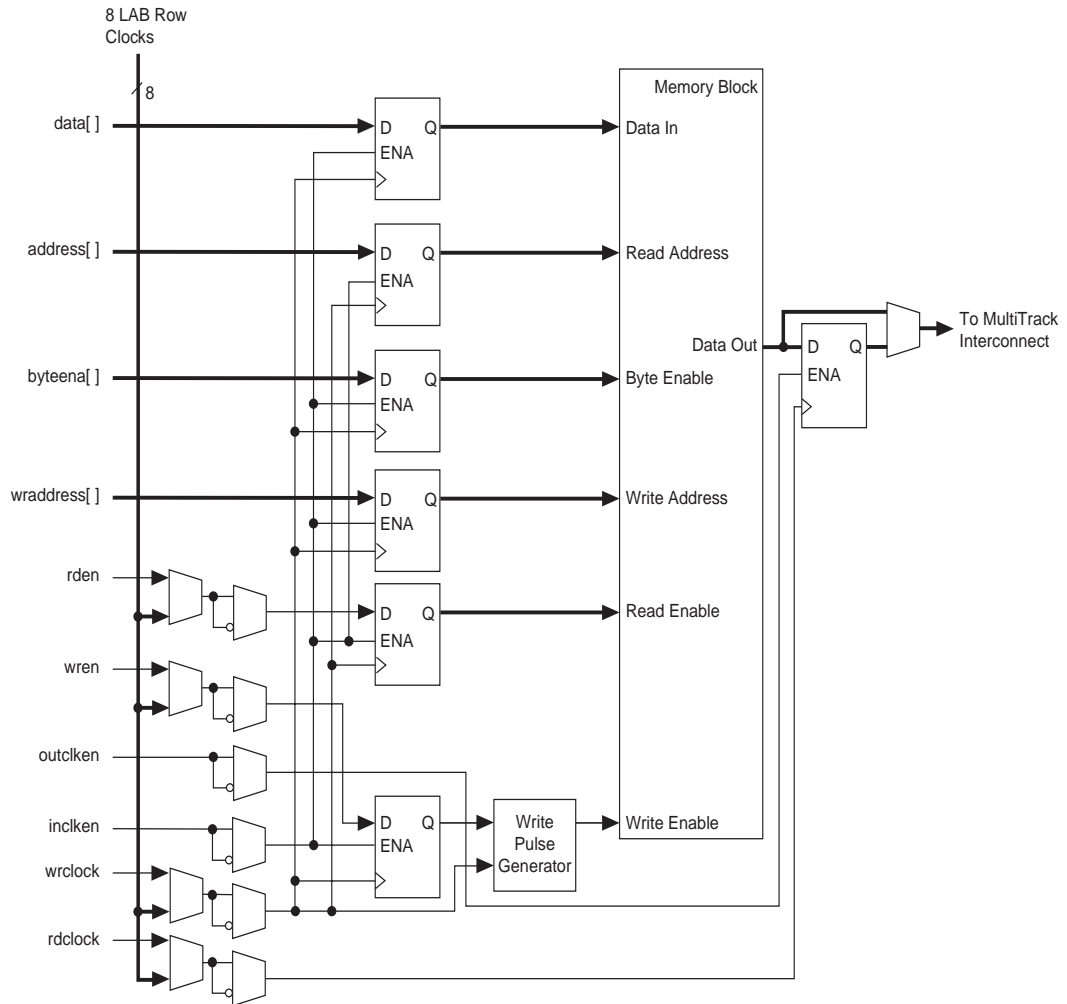 8 LAB Row
Clocks
8
Memory Block
data[ ]
D Q
ENA
Data In
address[ ]
D Q
ENA
Read Address
To MultiTrack
Interconnect
Data Out
D Q
ENA
byteena[ ]
D Q
ENA
Byte Enable
wraddress[ ]
D Q
ENA
Write Address
rden
D Q
ENA
Read Enable
wren
outclken
inclken
D Q
ENA
Write
Pulse
Generator
Write Enable
wrclock
rdclock